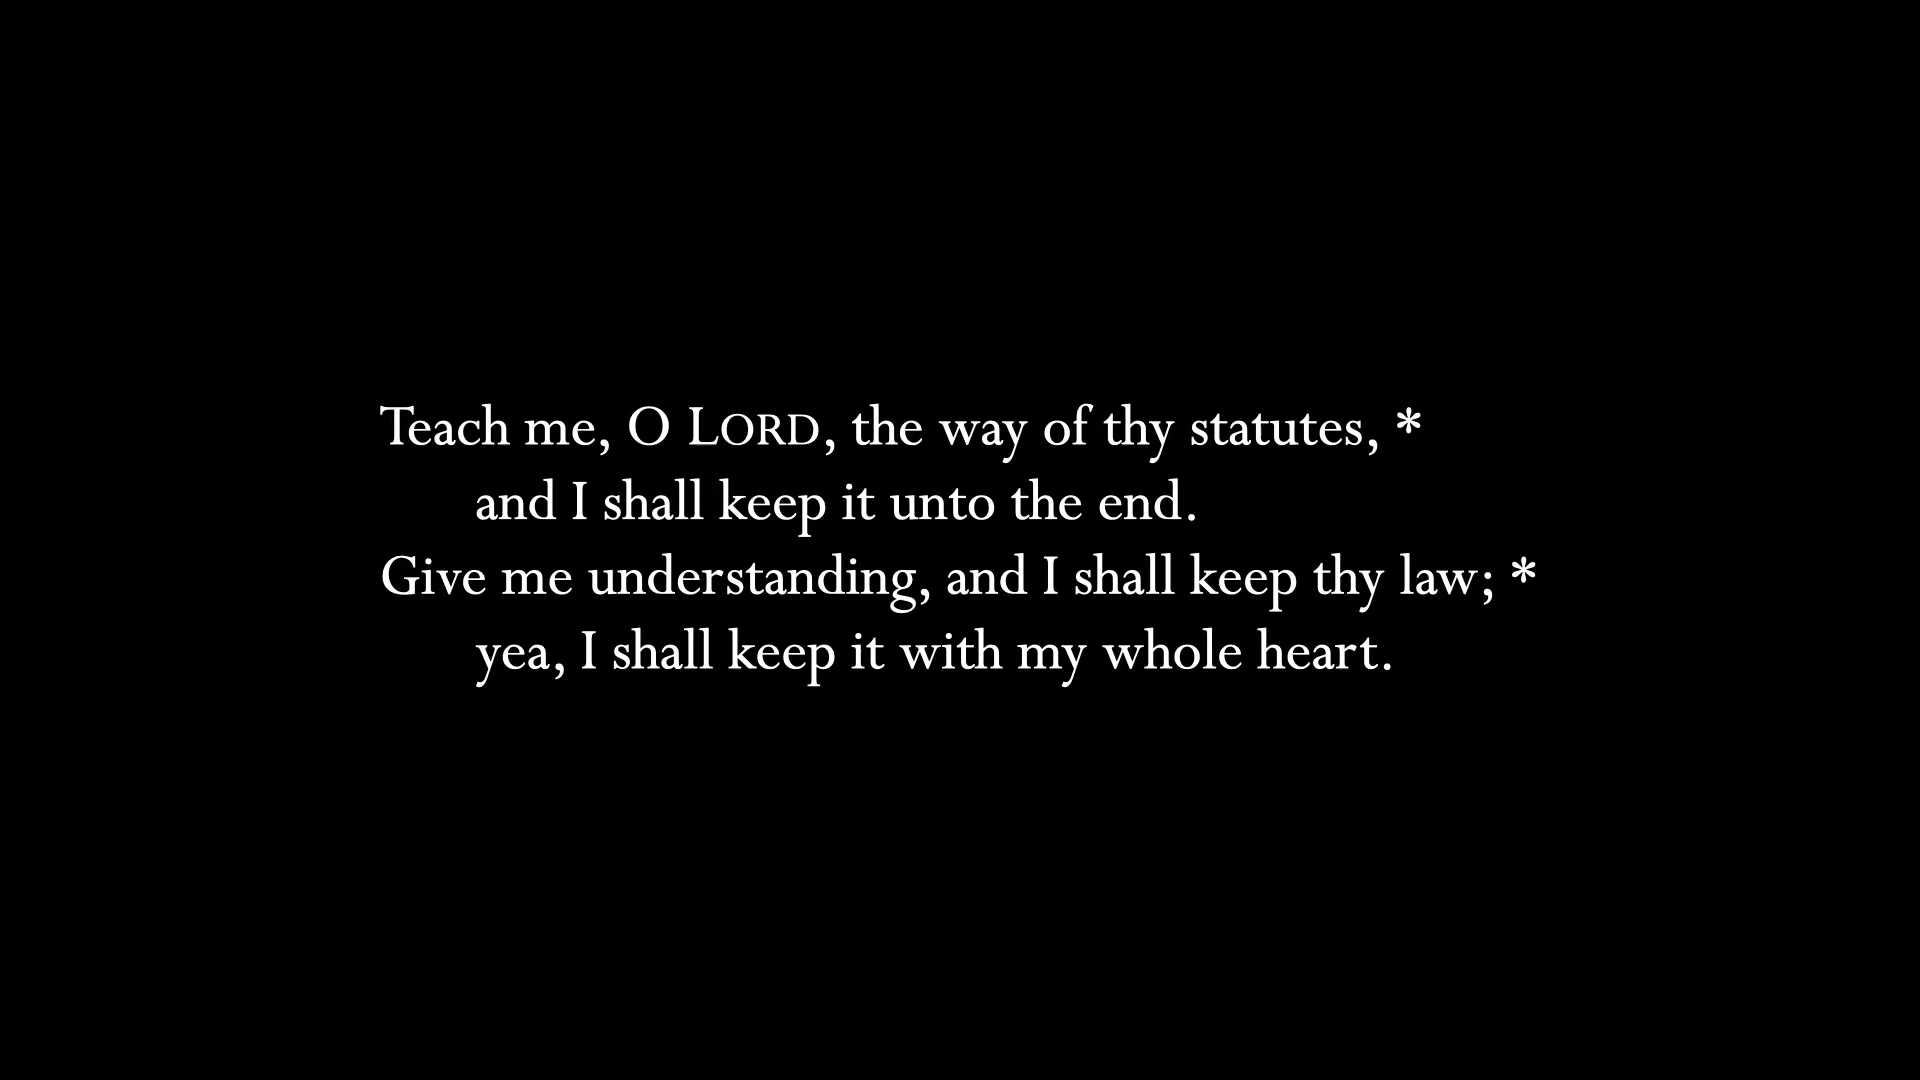 Teach me, O LORD, the way of thy statutes, *
and I shall keep it unto the end.
Give me understanding, and I shall keep thy law; *
yea, I shall keep it with my whole heart.